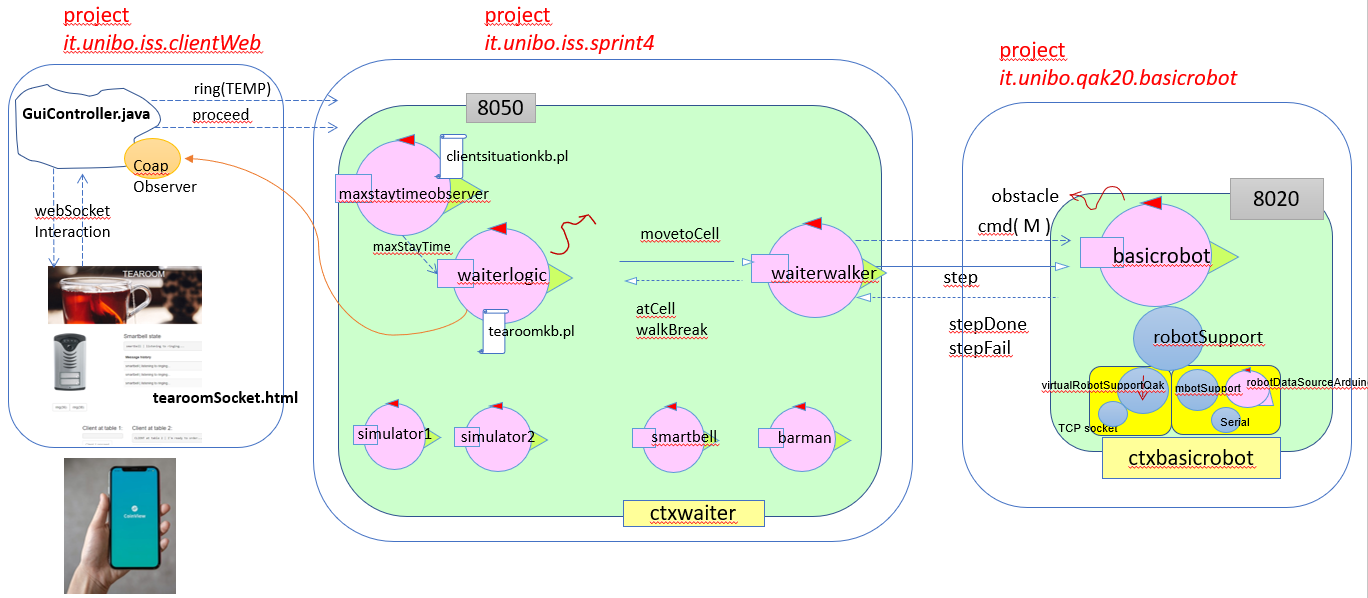 project
it.unibo.iss.clientWeb
project
it.unibo.iss.sprint4
project
it.unibo.qak20.basicrobot
GuiController.java
ring(TEMP)
proceed
Coap
Observer
webSocket
Interaction
TEAROOM
Smartbell state
Message history
Client at table 1:
Client at table 2:
tearoomSocket.html
8050
clientsituationkb.pl
maxstaytimeobserver
maxStayTime
waiterlogic
tearoomkb.pl
movetoCell
atCell
walkBreak
waiterwalker
simulator1
simulator2
smartbell
barman
ctxwaiter
obstacle
cmd( M )
step
stepDone
stepFail
8020
basicrobot
robotSupport
virtualRobotSupportQak
mbotSupport
robotDataSourceArduin
TCP socket
Serial
ctxbasicrobot